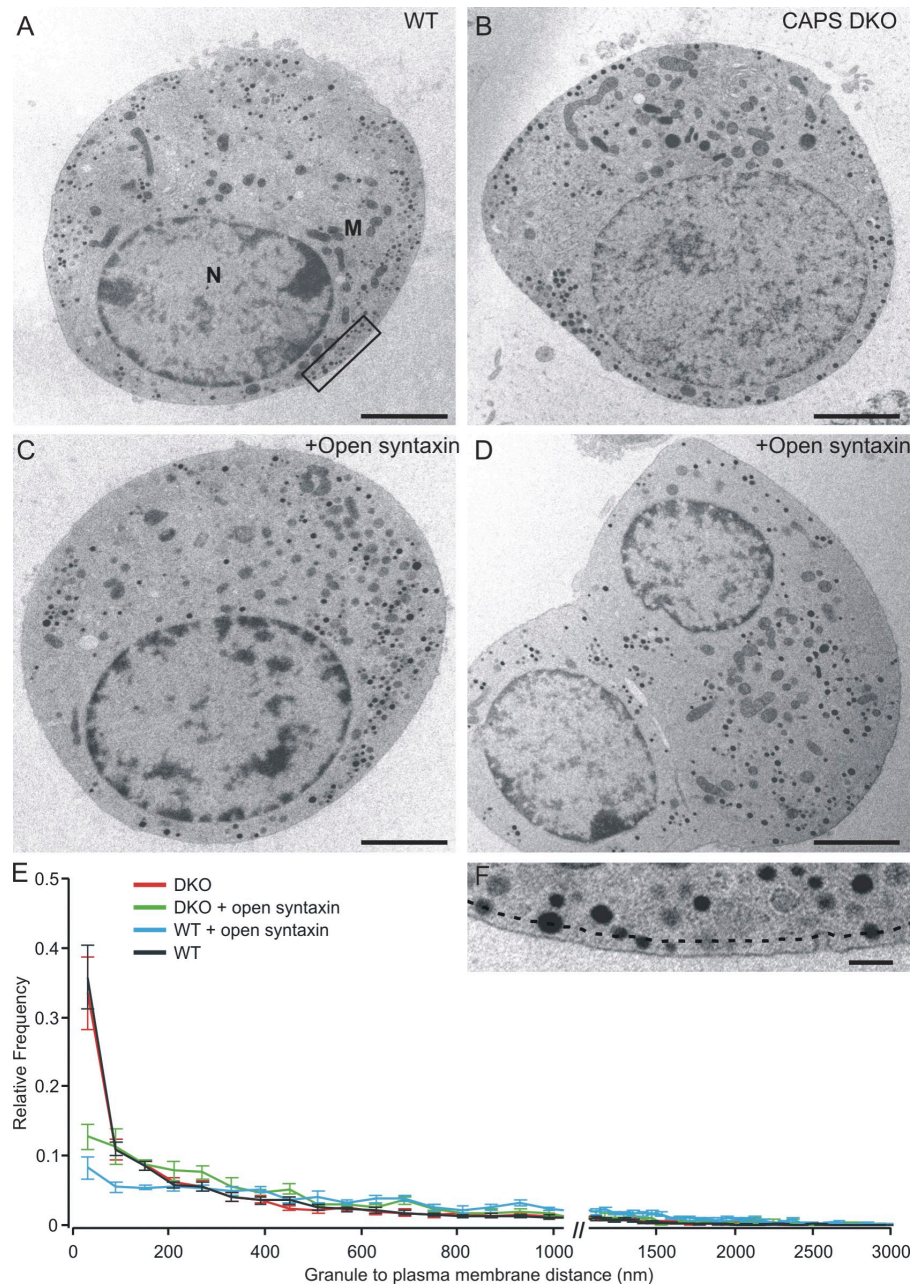 A WT
B CAPS DKO
N
M
C +Open syntaxin
D +Open syntaxin
E
F
DKO
DKO + open syntaxin
WT + open syntaxin
WT
Relative Frequency
0.5
0.4
0.3
0.2
0.1
0
0 200 400 600 800 1000 // 1500 2000 2500 3000
Granule to plasma membrane distance (nm)